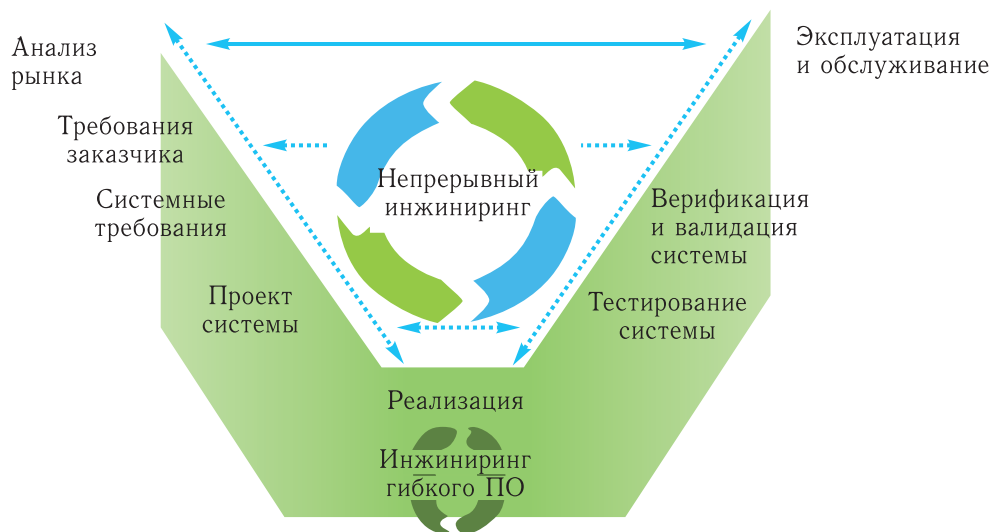 Анализ
рынка
Требования
заказчика
Системные
требования
Проект
системы
Реализация
Инжиниринг
гибкого ПО
Непрерывный
инжиниринг
Тестирование
системы
Верификация
и валидация
системы
Эксплуатация
и обслуживание